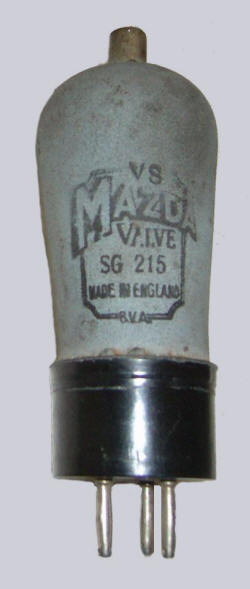 VS
MAZDA
VALVE
SG 215
MADE IN ENGLAND
B.V.A.